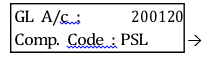 GL A/c : 200120
Comp. Code : PSL →